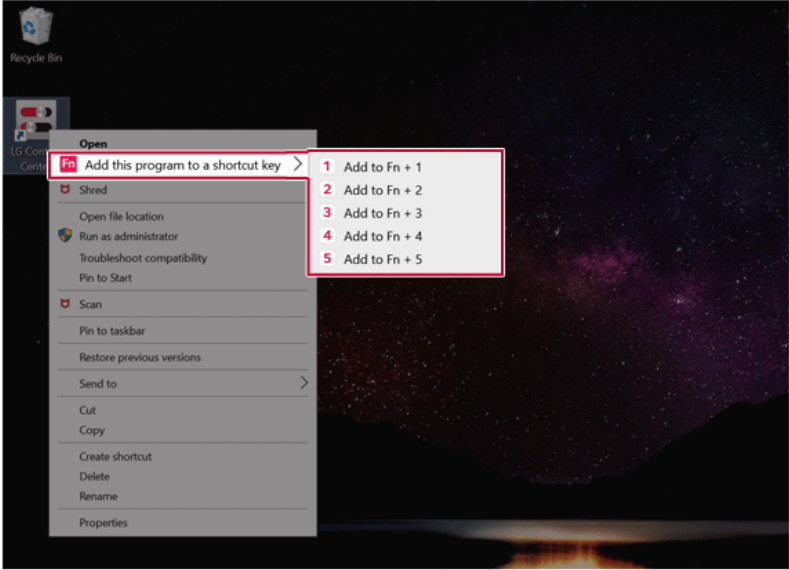 Recycle Bin
LG Con
Cente
Open
Fn Add this program to a shortcut key
Shred
Open file location
Run as administrator
Troubleshoot compatibility
Pin to Start
Scan
Pin to taskbar
Restore previous versions
Send to
Cut
Copy
Create shortcut
Delete
Rename
Properties
1 Add to Fn + 1
2 Add to Fn + 2
3 Add to Fn + 3
4 Add to Fn + 4
5 Add to Fn + 5